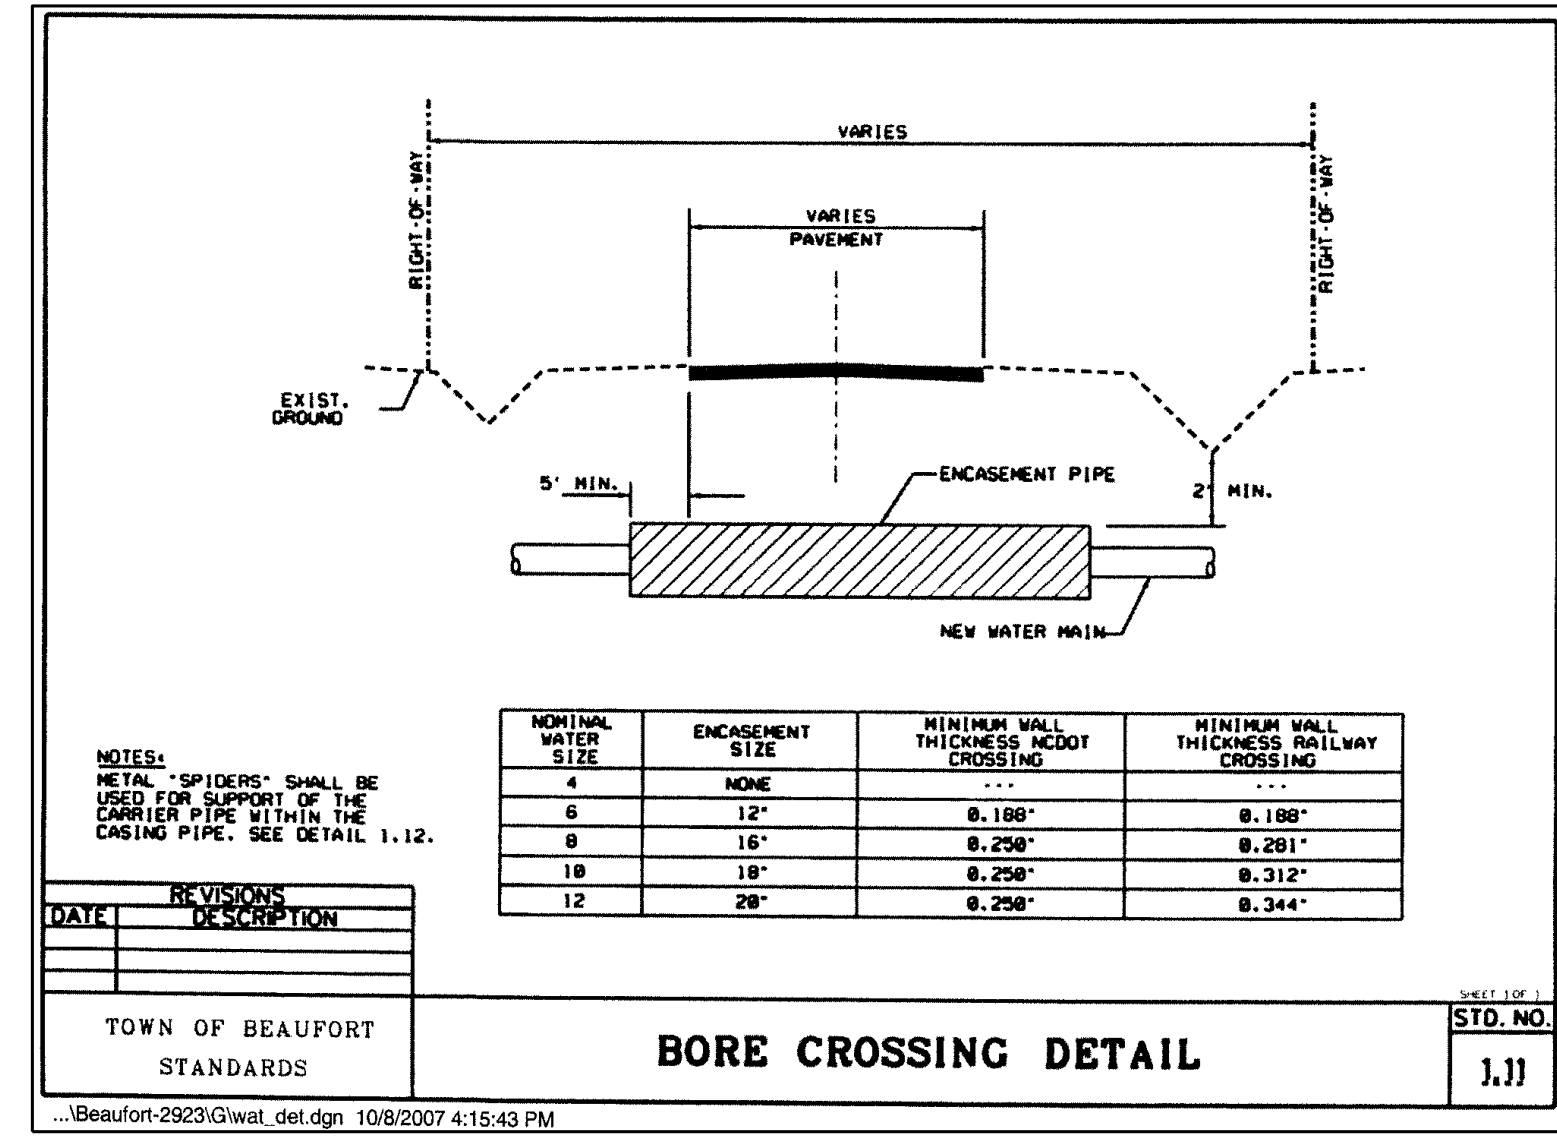 VARIES
RIGHT-OF-WAY
RIGHT-OF-WAY
VARIES
PAVEMENT
EXIST.
GROUND
5' MIN.
ENCASEMENT PIPE
2' MIN.
NEW WATER MAIN
NOMINAL WATER SIZE ENCASEMENT SIZE MINIMUM WALL THICKNESS NCDOT CROSSING MINIMUM WALL THICKNESS RAILWAY CROSSING
4 NONE --- ---
6 12" 0.188" 0.188"
8 16" 0.250" 0.281"
10 18" 0.250" 0.312"
12 20" 0.250" 0.344"
NOTES:
METAL "SPIDERS" SHALL BE
USED FOR SUPPORT OF THE
CARRIER PIPE WITHIN THE
CASING PIPE. SEE DETAIL 1.12.
REVISIONS
DATE DESCRIPTION
TOWN OF BEAUFORT
STANDARDS
BORE CROSSING DETAIL
SHEET 1 OF 1
STD. NO.
1.11
...\Beaufort-2923\G\wat_det.dgn 10/8/2007 4:15:43 PM